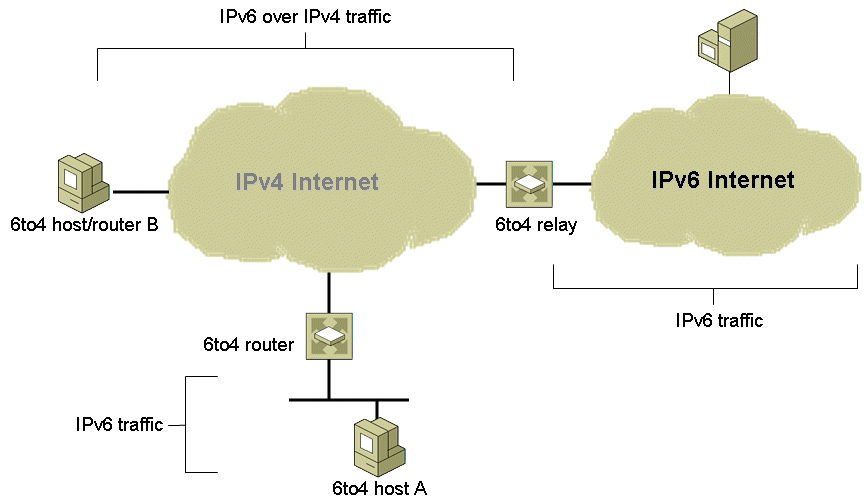 IPv6 over IPv4 traffic
IPv4 Internet
IPv6 Internet
6to4 host/router B
6to4 relay
IPv6 traffic
6to4 router
IPv6 traffic
6to4 host A